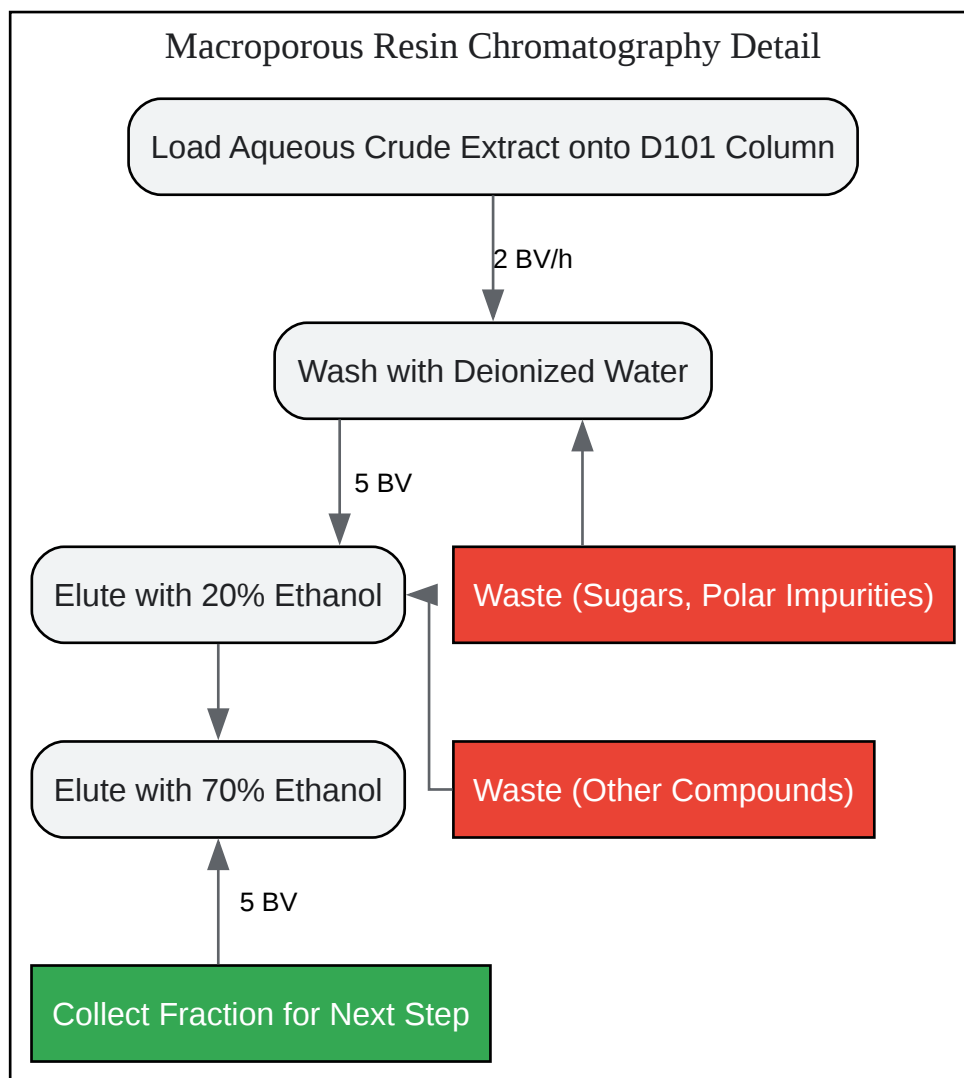 Macroporous Resin Chromatography Detail
Load Aqueous Crude Extract onto D101 Column
2 BV/h
Wash with Deionized Water
5 BV
Elute with 20% Ethanol
Waste (Sugars, Polar Impurities)
Elute with 70% Ethanol
Waste (Other Compounds)
5 BV
Collect Fraction for Next Step